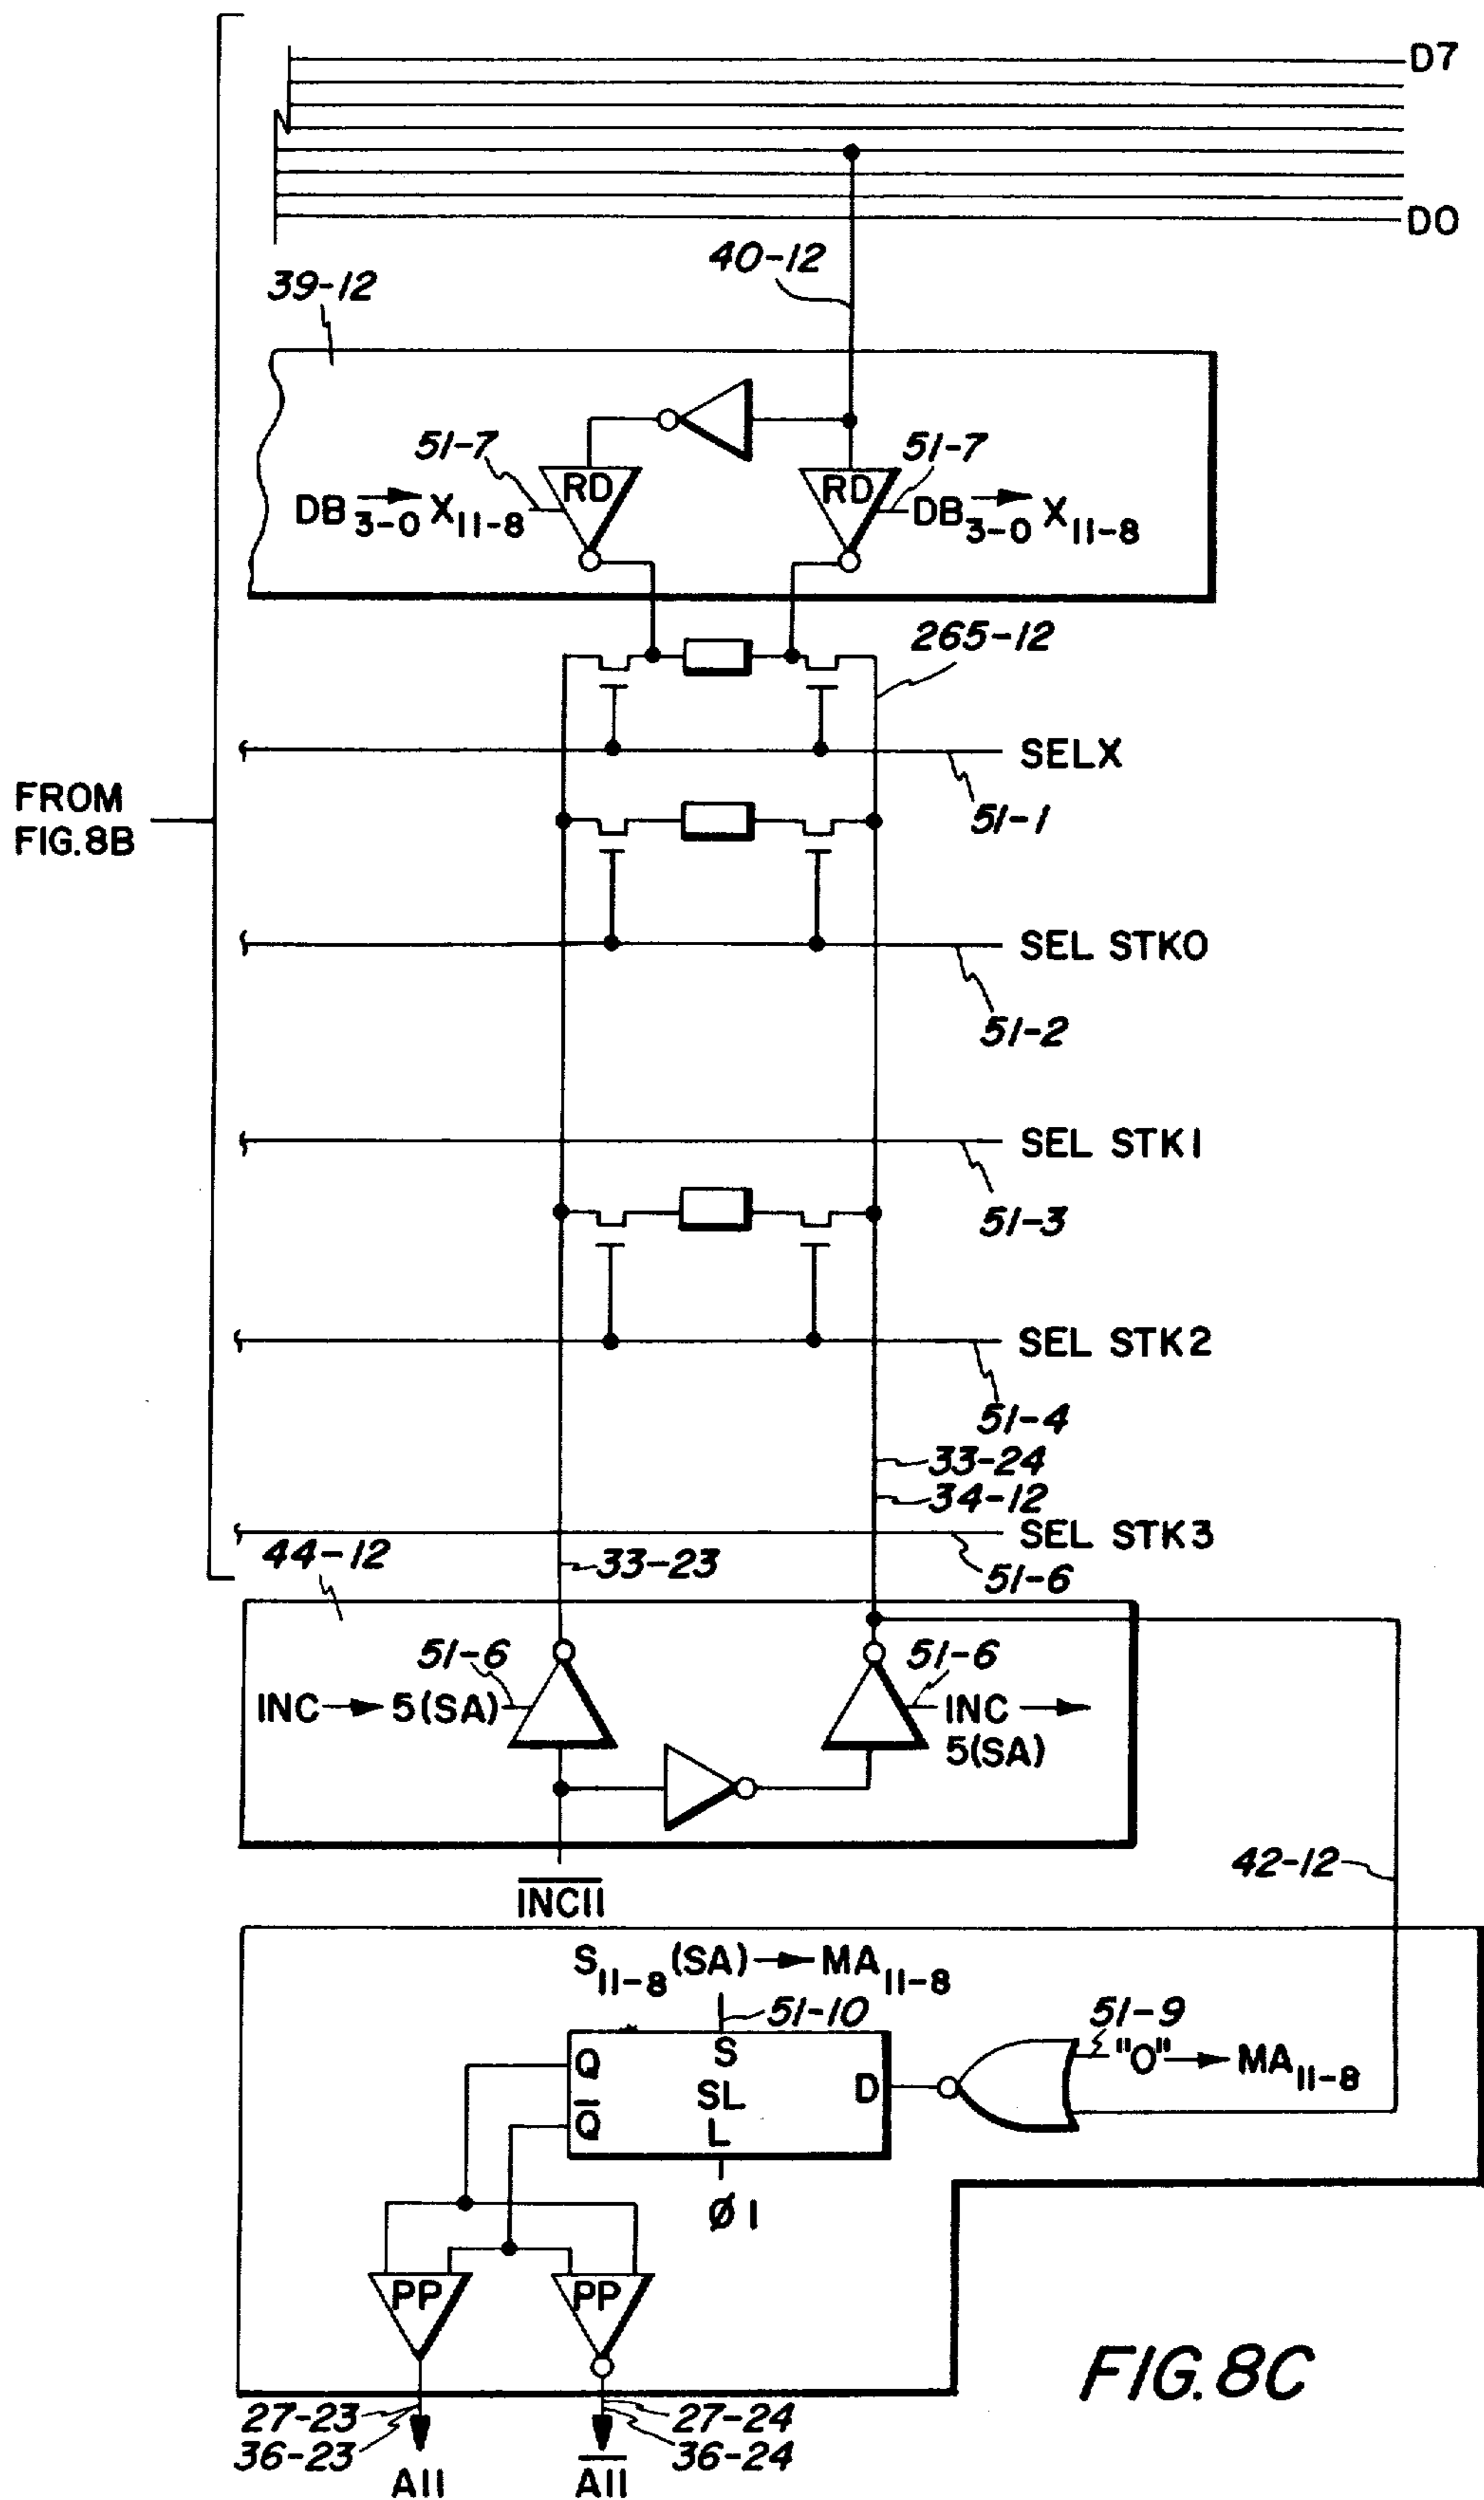 D7
D0
40-12
39-12
51-7
51-7
RD
RD
DB3-0 → X11-8
DB3-0 → X11-8
265-12
SELX
51-1
FROM
FIG.8B
SEL STK0
51-2
SEL STK1
51-3
SEL STK2
51-4
33-24
34-12
SEL STK3
51-6
44-12
33-23
51-6
51-6
INC → 5(SA)
INC →
5(SA)
42-12
I̅N̅C̅1̅1̅
S11-8(SA) → MA11-8
51-10
51-9
"0" → MA11-8
Q
S
SL
D
Q̅
L
Ø1
PP
PP
FIG.8C
27-23
36-23
27-24
36-24
A11
A̅1̅1̅